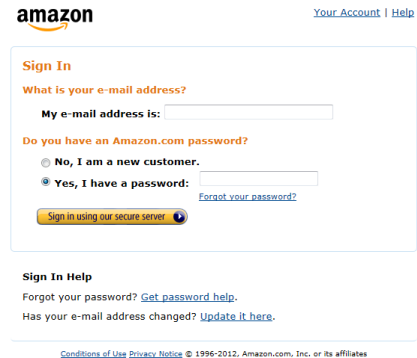 amazon
Your Account | Help
Sign In
What is your e-mail address?
My e-mail address is:
Do you have an Amazon.com password?
No, I am a new customer.
Yes, I have a password:
Forgot your password?
Sign in using our secure server
Sign In Help
Forgot your password? Get password help.
Has your e-mail address changed? Update it here.
Conditions of Use Privacy Notice © 1996-2012, Amazon.com, Inc. or its affiliates